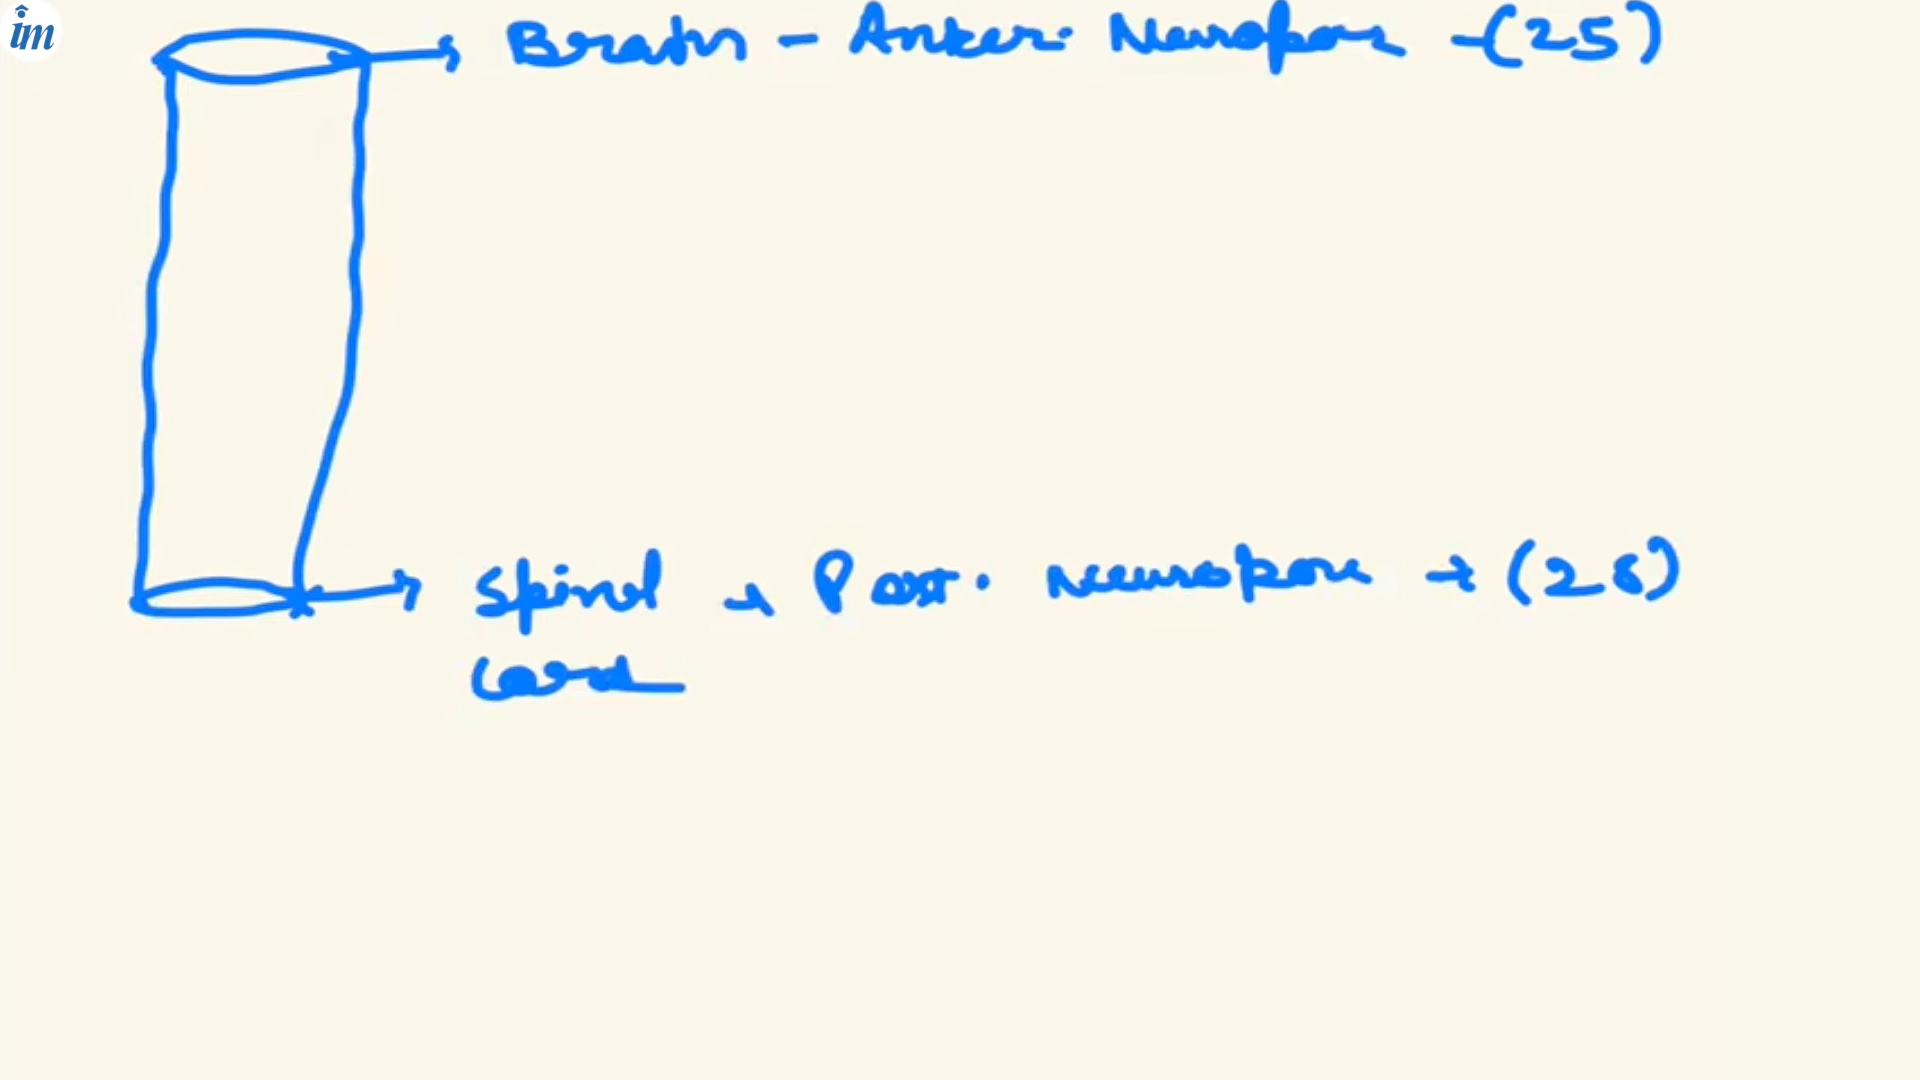 im
Brain - Anter. Neuropore - (25)
Spinal → Post. Neuropore → (28)
cord